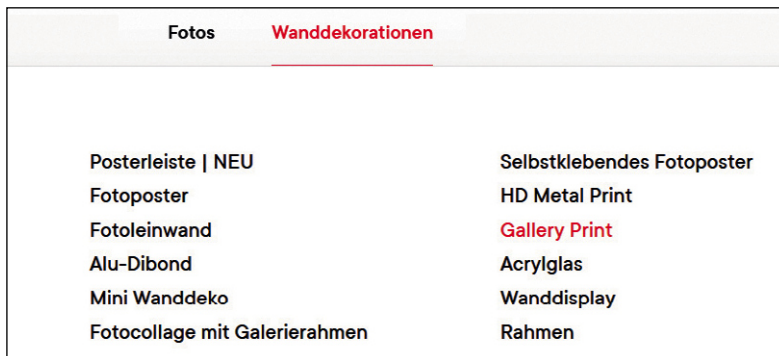 Fotos Wanddekorationen
Posterleiste | NEU
Fotoposter
Fotoleinwand
Alu-Dibond
Mini Wanddeko
Fotocollage mit Galerierahmen
Selbstklebendes Fotoposter
HD Metal Print
Gallery Print
Acrylglas
Wanddisplay
Rahmen